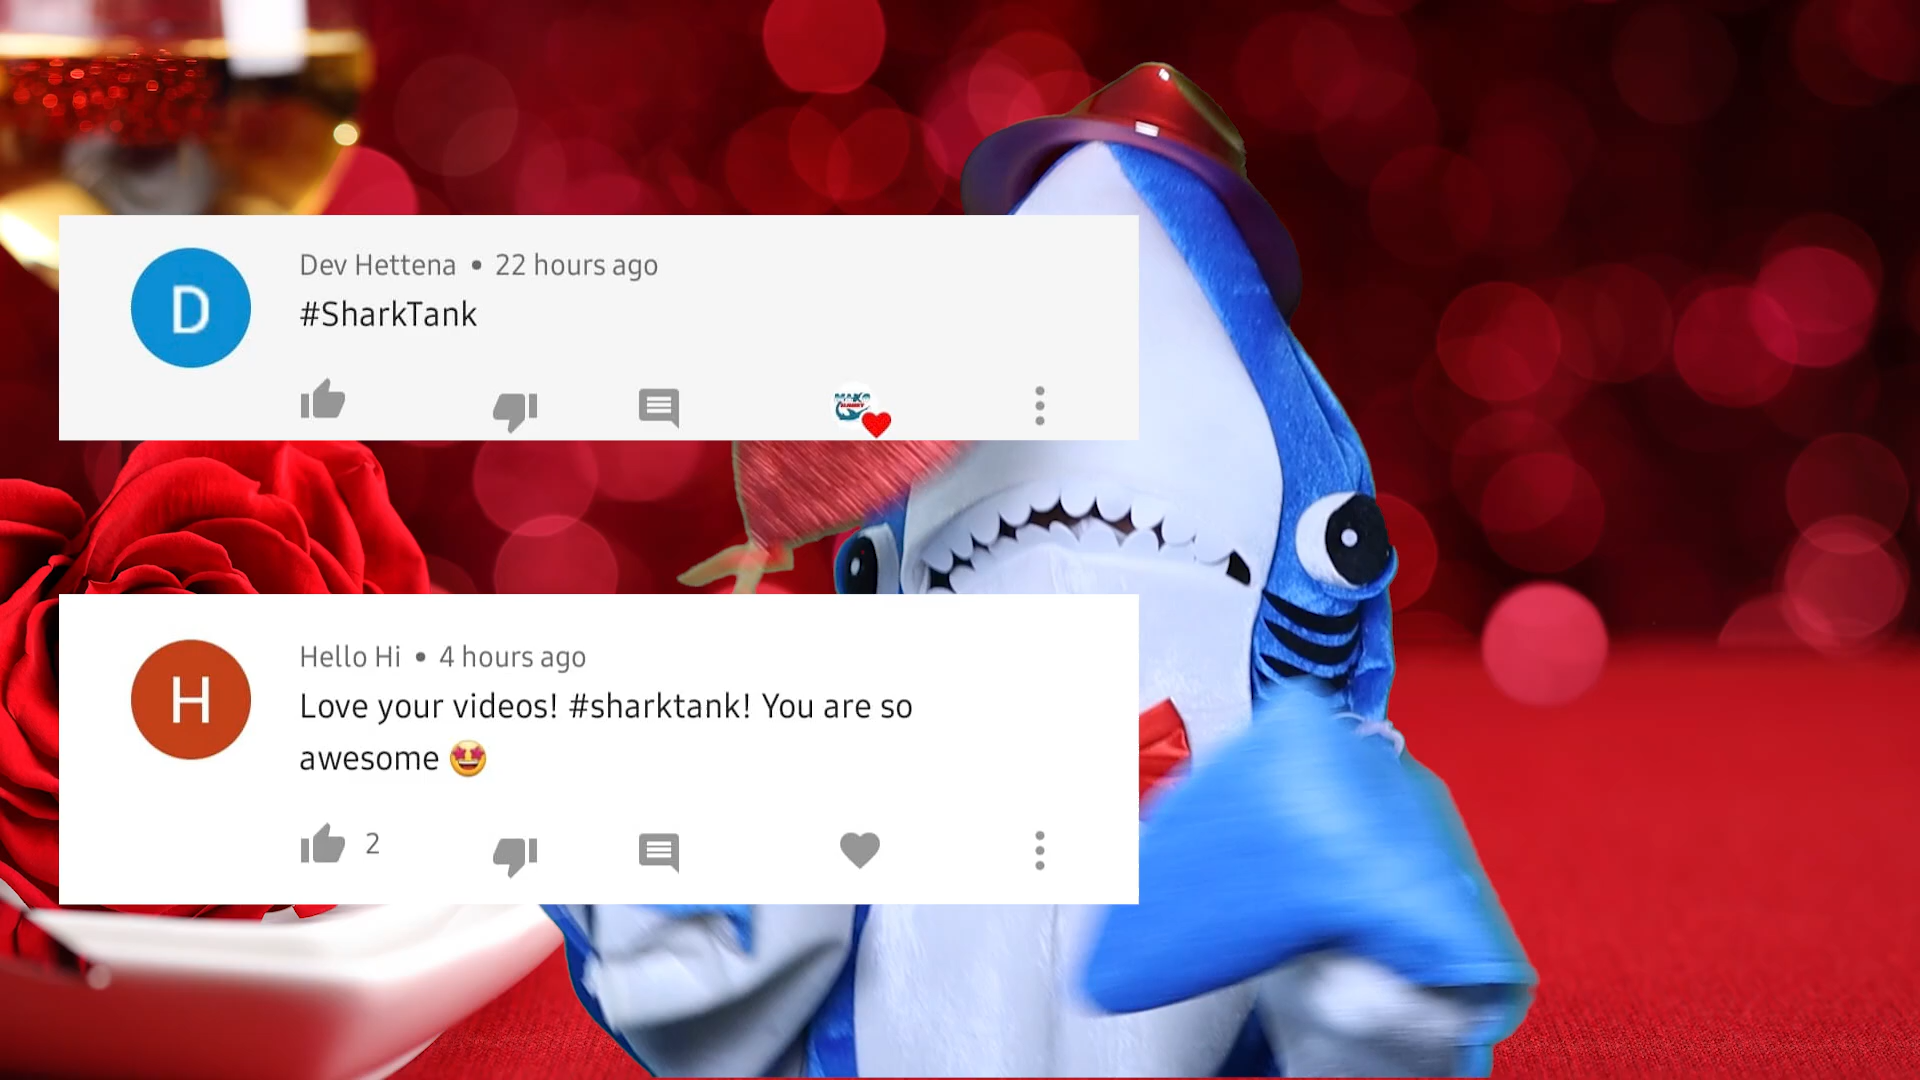 D
Dev Hettena • 22 hours ago
#SharkTank
H
Hello Hi • 4 hours ago
Love your videos! #sharktank! You are so
awesome 🤩
2